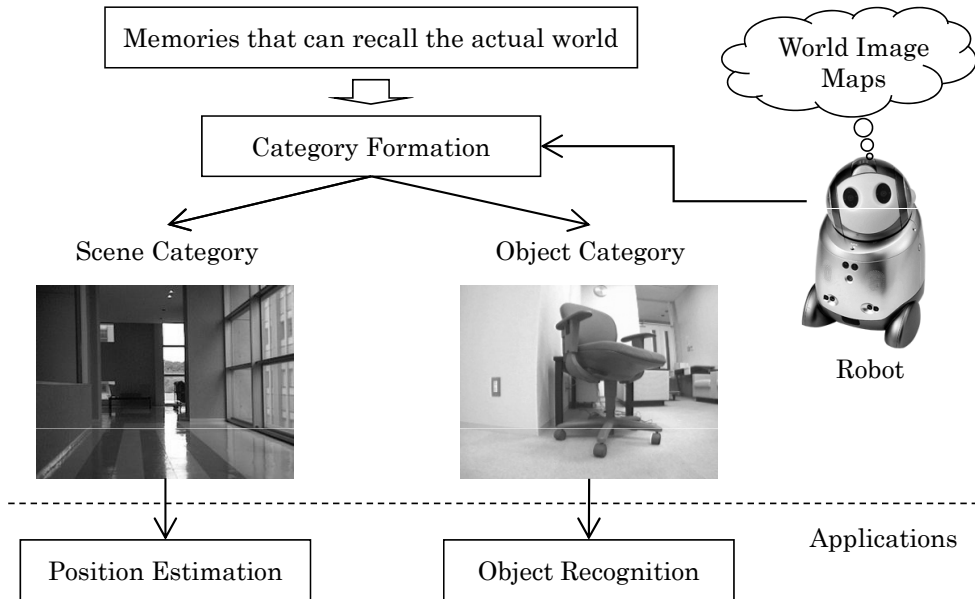 Memories that can recall the actual world
World Image
Maps
Category Formation
Scene Category
Object Category
Robot
Applications
Position Estimation
Object Recognition